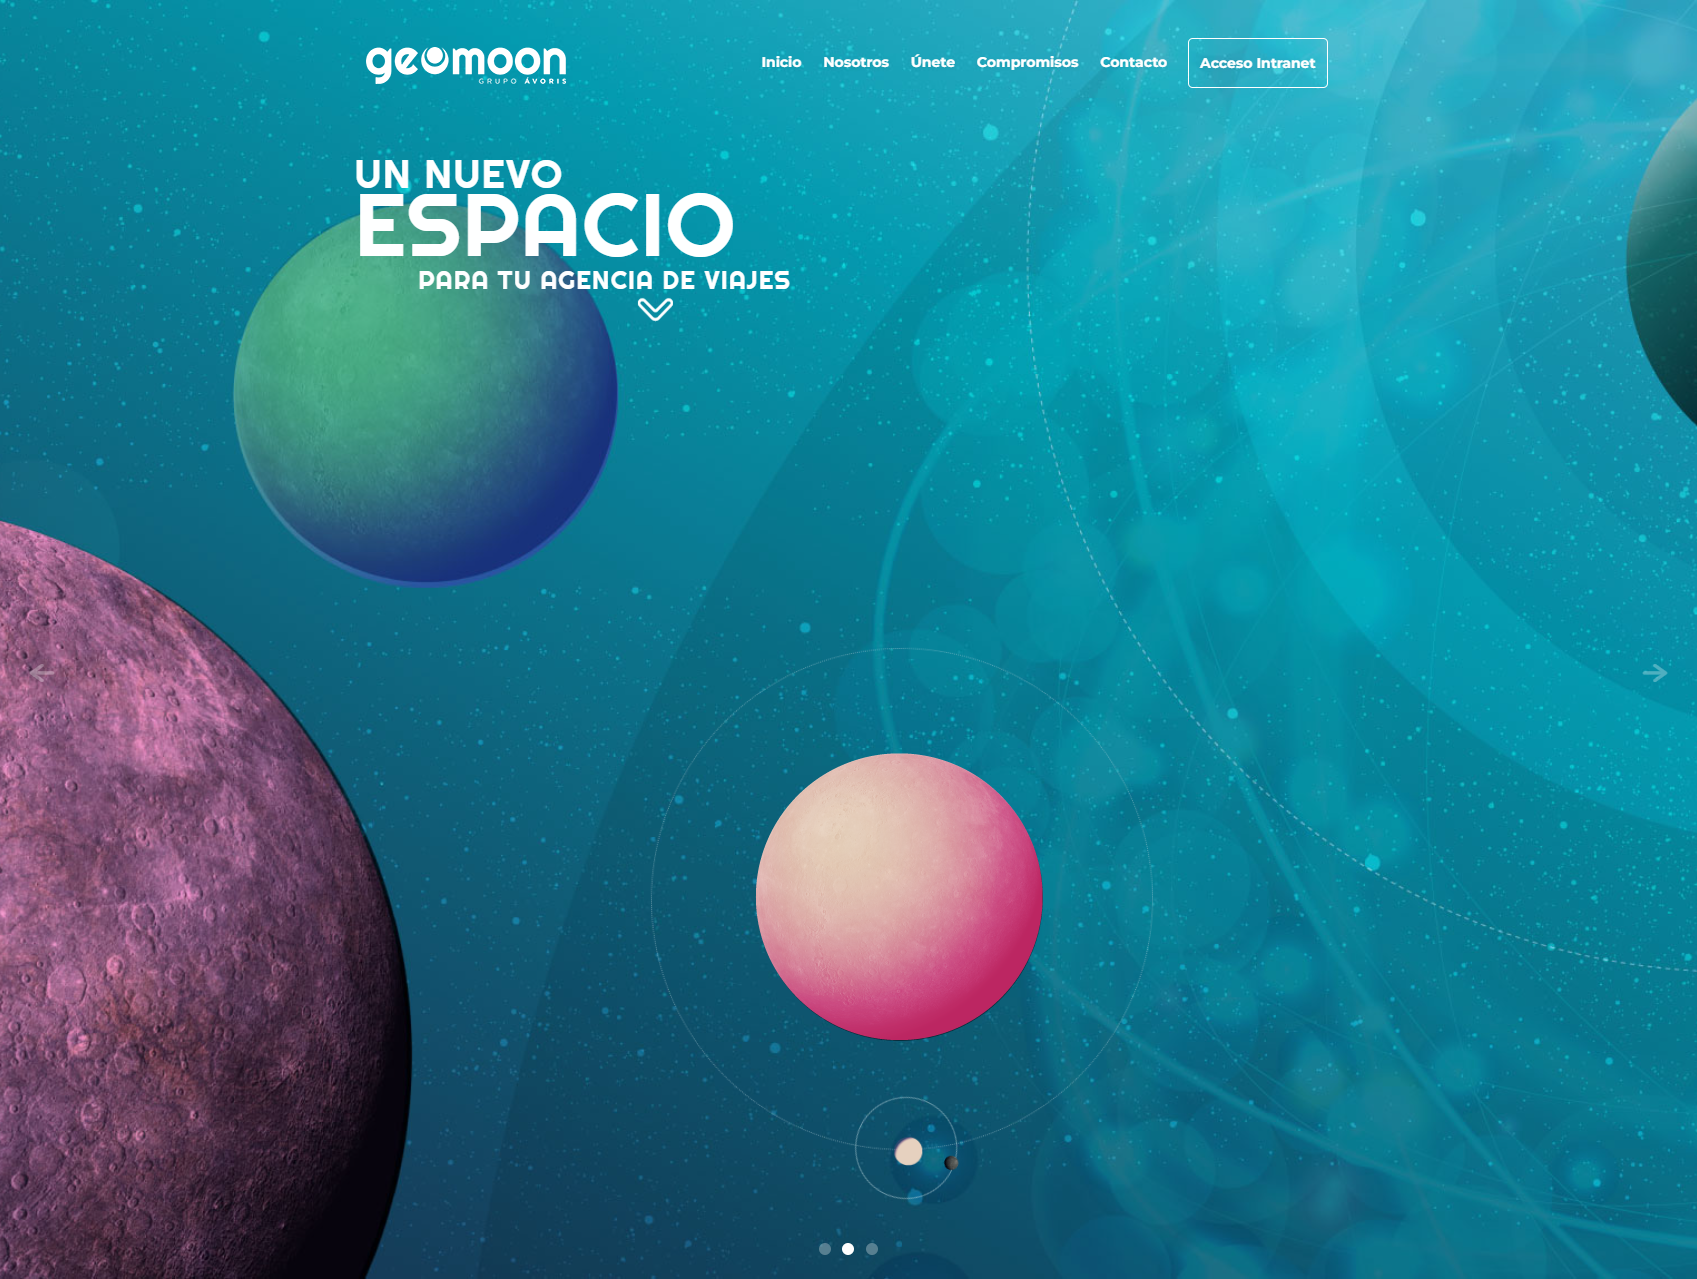 geomoon
GRUPO ÁVORIS
Inicio Nosotros Únete Compromisos Contacto Acceso Intranet
UN NUEVO
ESPACIO
PARA TU AGENCIA DE VIAJES